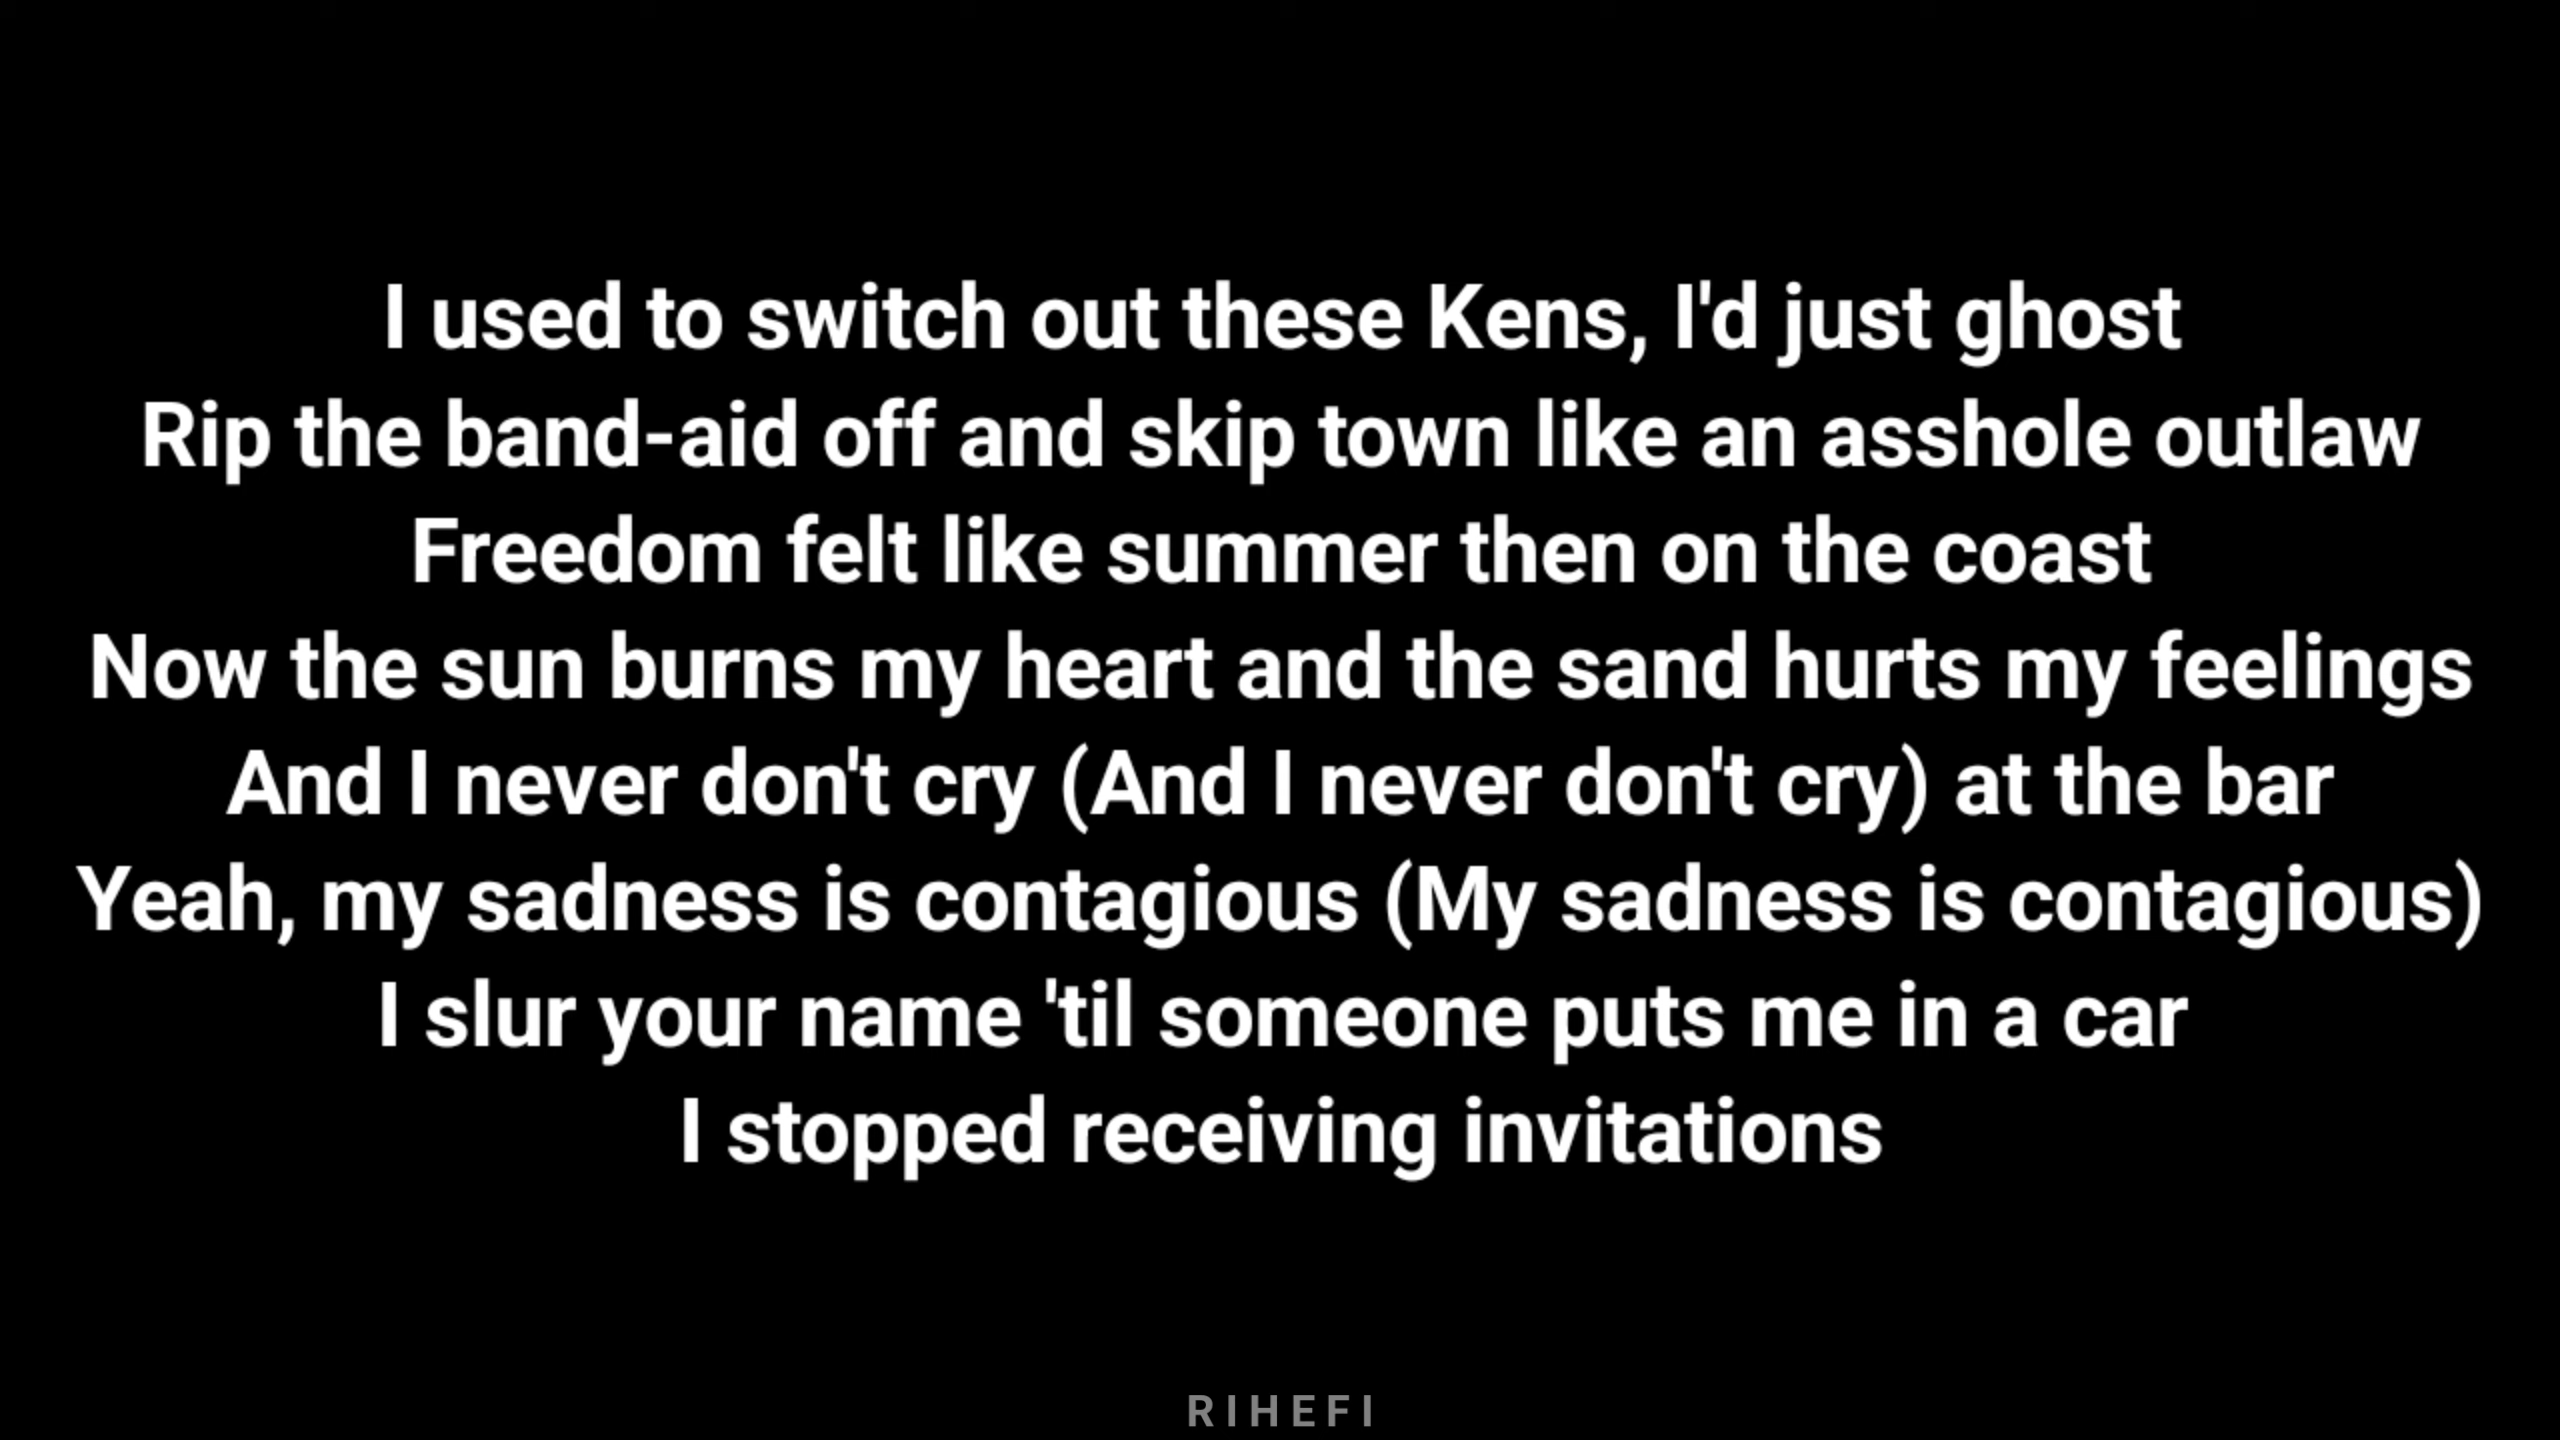 I used to switch out these Kens, I'd just ghost
Rip the band-aid off and skip town like an asshole outlaw
Freedom felt like summer then on the coast
Now the sun burns my heart and the sand hurts my feelings
And I never don't cry (And I never don't cry) at the bar
Yeah, my sadness is contagious (My sadness is contagious)
I slur your name 'til someone puts me in a car
I stopped receiving invitations
RIHEFI